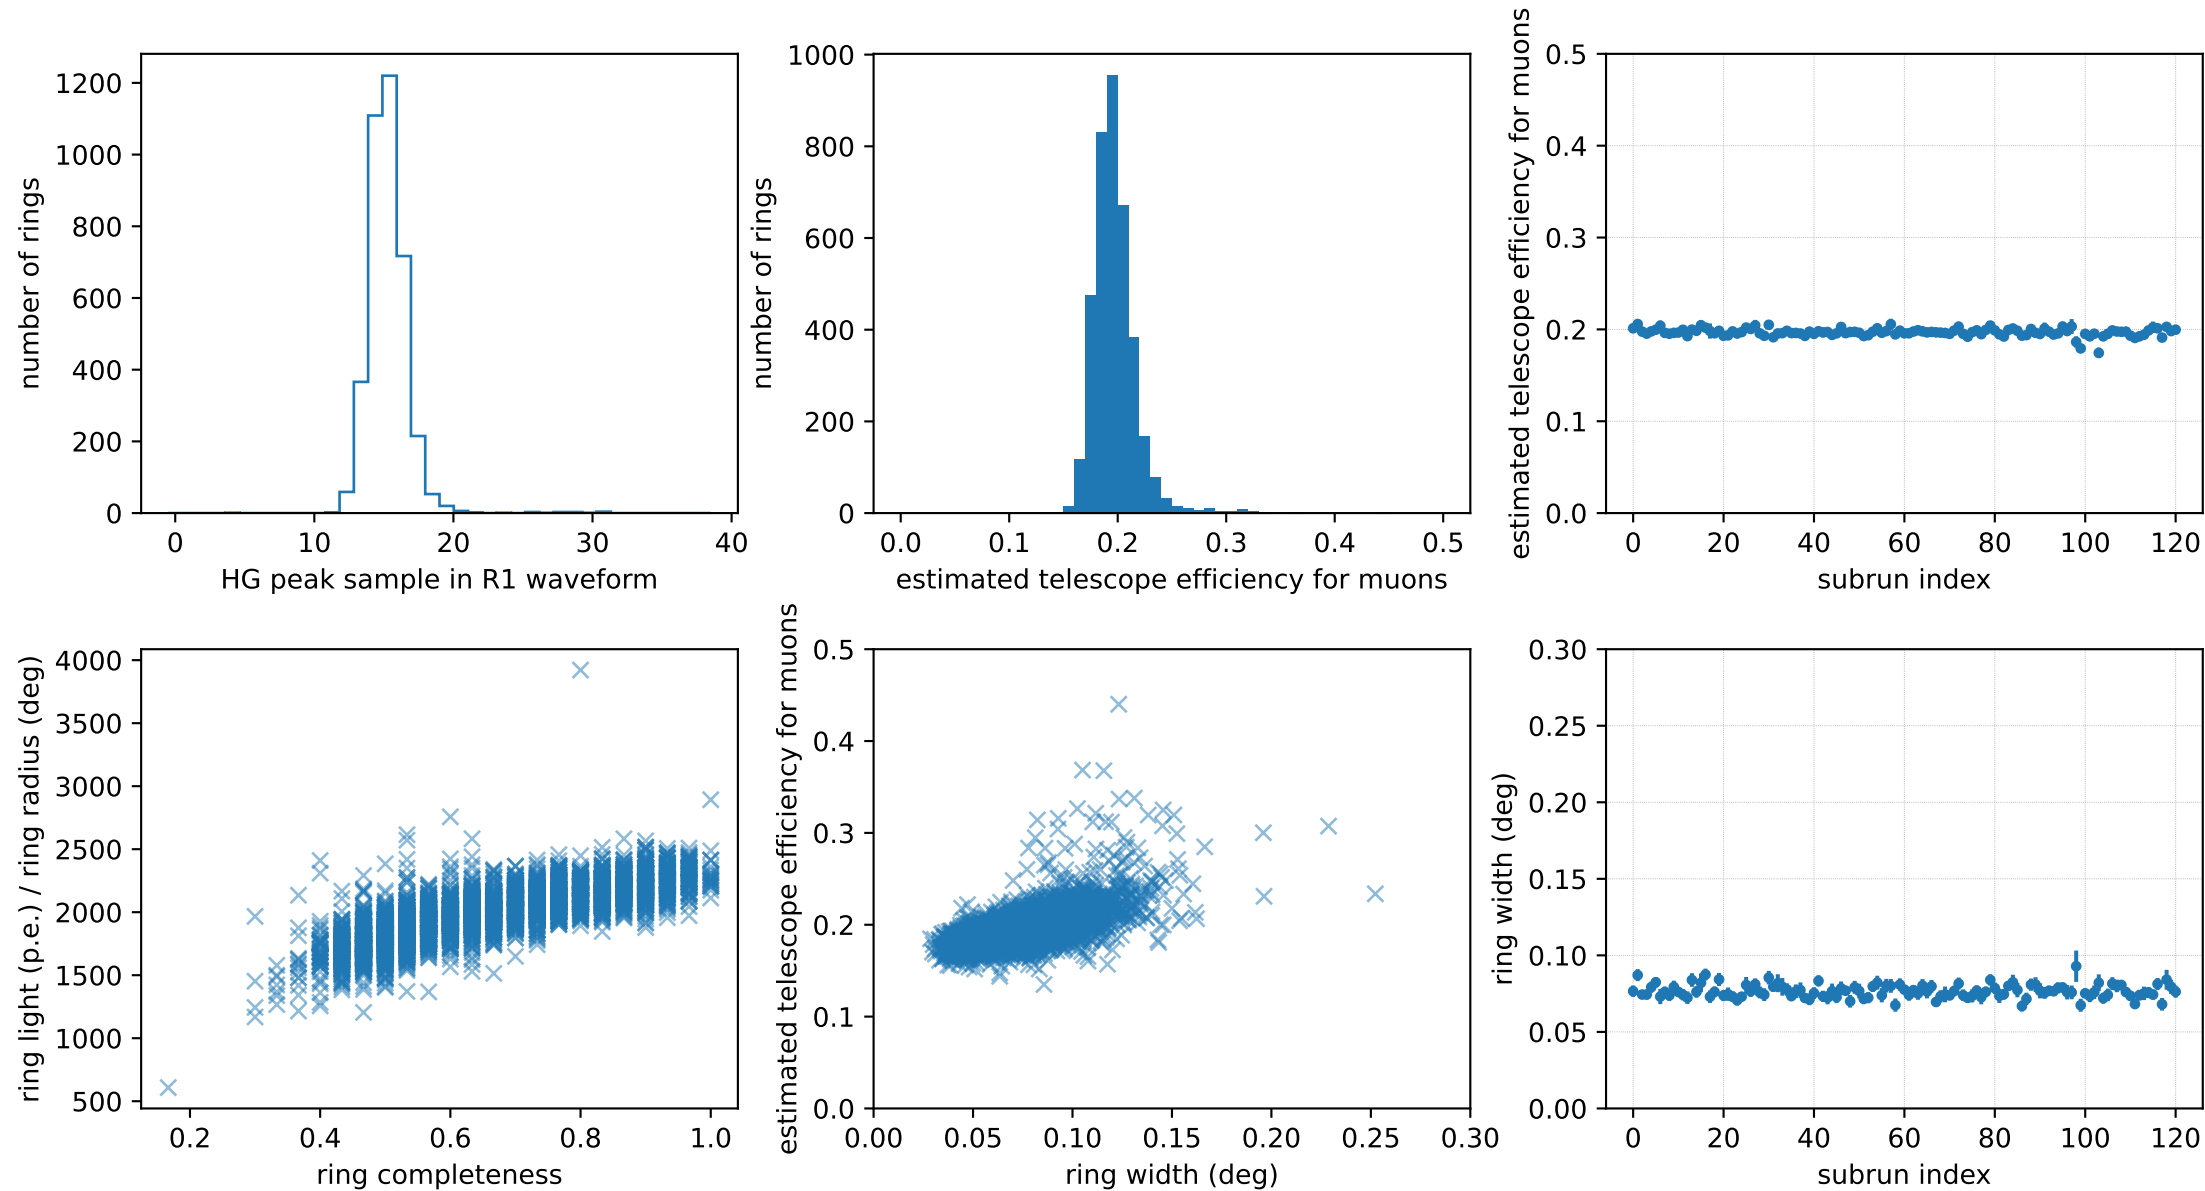 number of rings
1200
1000
800
600
400
200
0
0 10 20 30 40
HG peak sample in R1 waveform
number of rings
1000
800
600
400
200
0
0.0 0.1 0.2 0.3 0.4 0.5
estimated telescope efficiency for muons
estimated telescope efficiency for muons
0.5
0.4
0.3
0.2
0.1
0.0
0 20 40 60 80 100 120
subrun index
ring light (p.e.) / ring radius (deg)
4000
3500
3000
2500
2000
1500
1000
500
0.2 0.4 0.6 0.8 1.0
ring completeness
estimated telescope efficiency for muons
0.5
0.4
0.3
0.2
0.1
0.0
0.00 0.05 0.10 0.15 0.20 0.25 0.30
ring width (deg)
ring width (deg)
0.30
0.25
0.20
0.15
0.10
0.05
0.00
0 20 40 60 80 100 120
subrun index